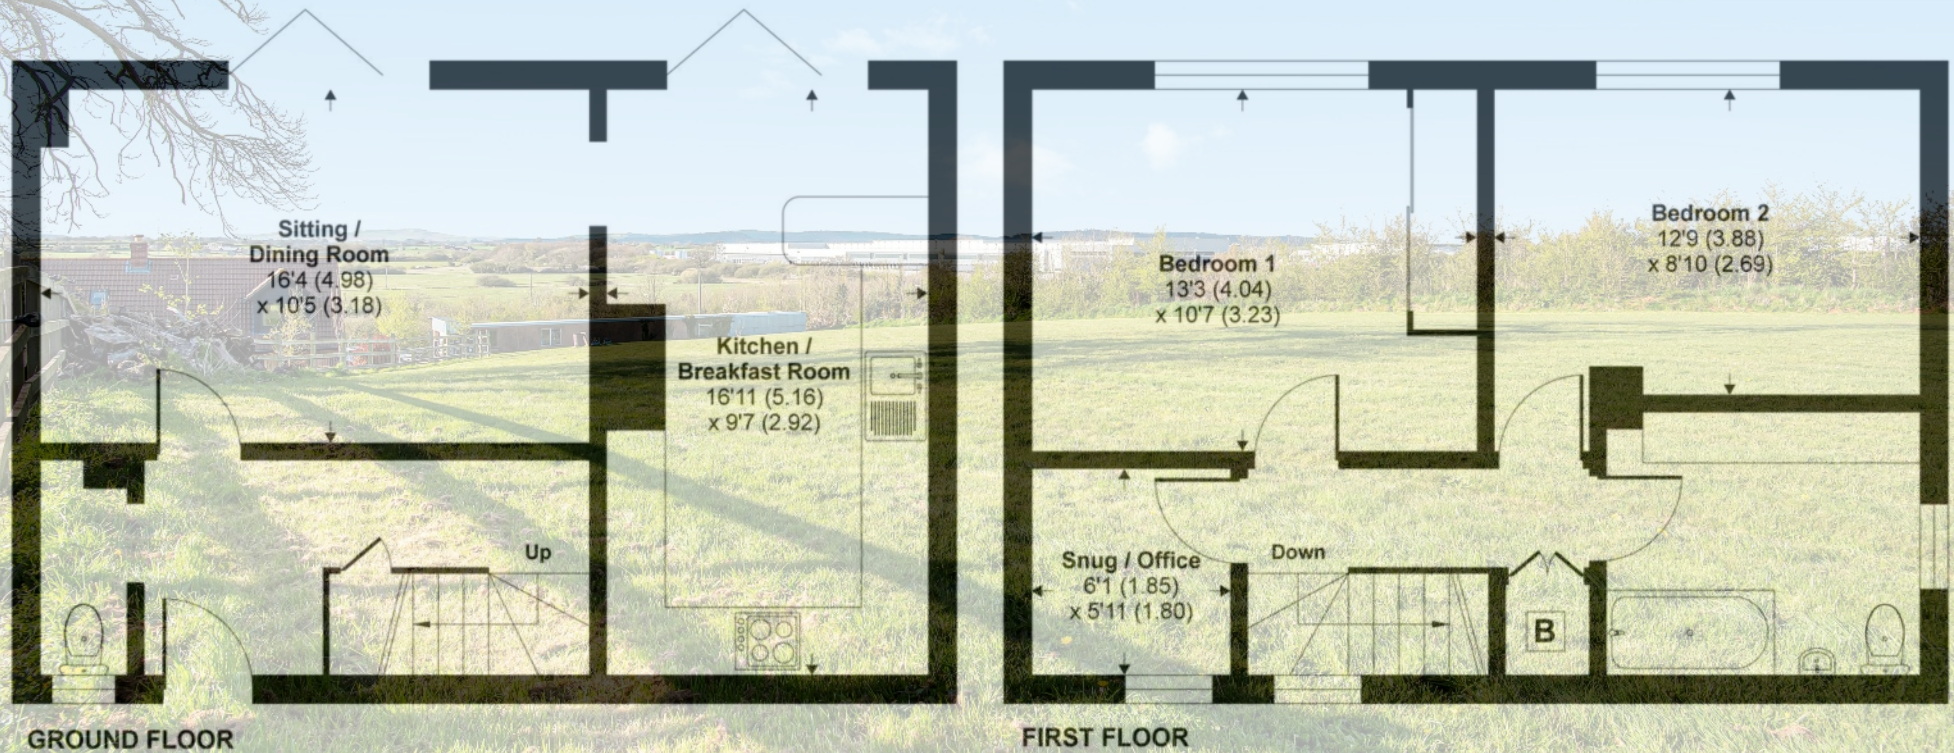 Sitting /
Dining Room
16'4 (4.98)
x 10'5 (3.18)
Kitchen /
Breakfast Room
16'11 (5.16)
x 9'7 (2.92)
Up
GROUND FLOOR
Bedroom 1
13'3 (4.04)
x 10'7 (3.23)
Bedroom 2
12'9 (3.88)
x 8'10 (2.69)
Snug / Office
6'1 (1.85)
x 5'11 (1.80)
Down
B
FIRST FLOOR